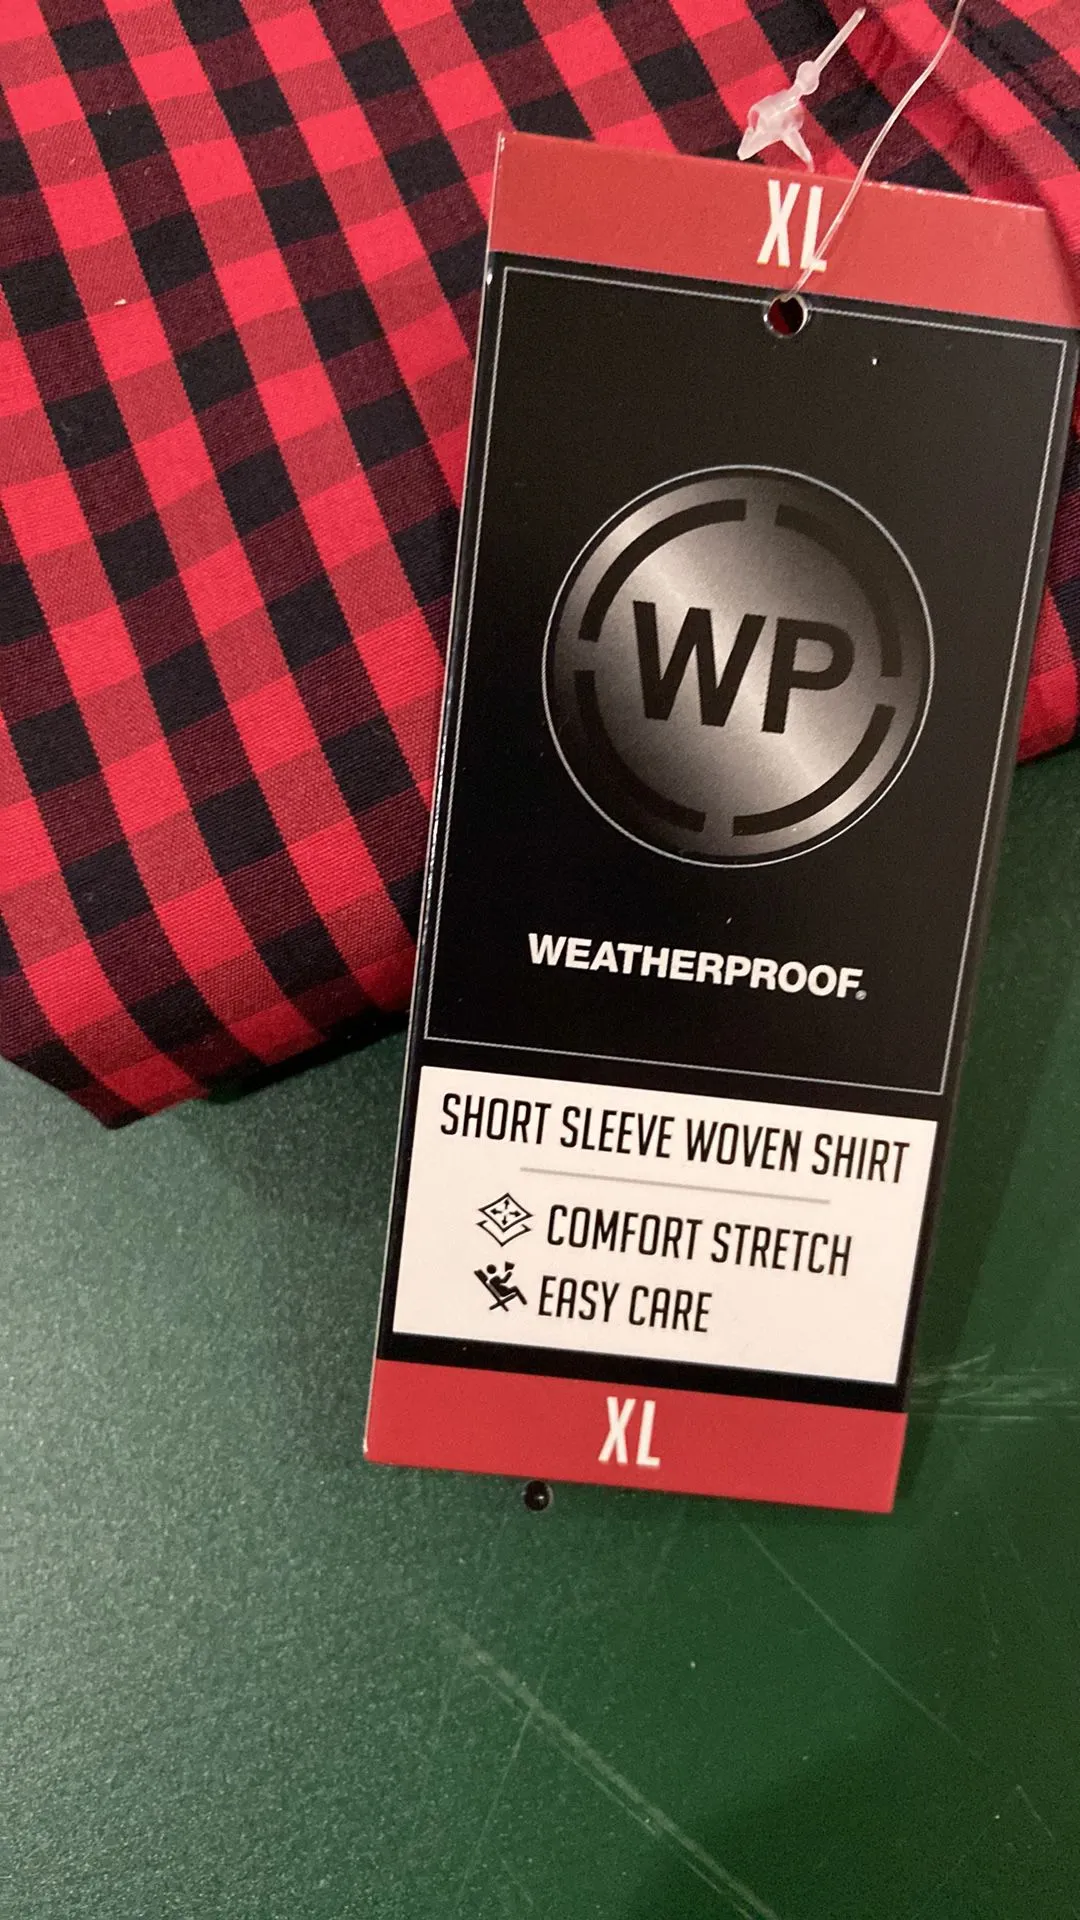 XL
WP
WEATHERPROOF®
SHORT SLEEVE WOVEN SHIRT
COMFORT STRETCH
EASY CARE
XL